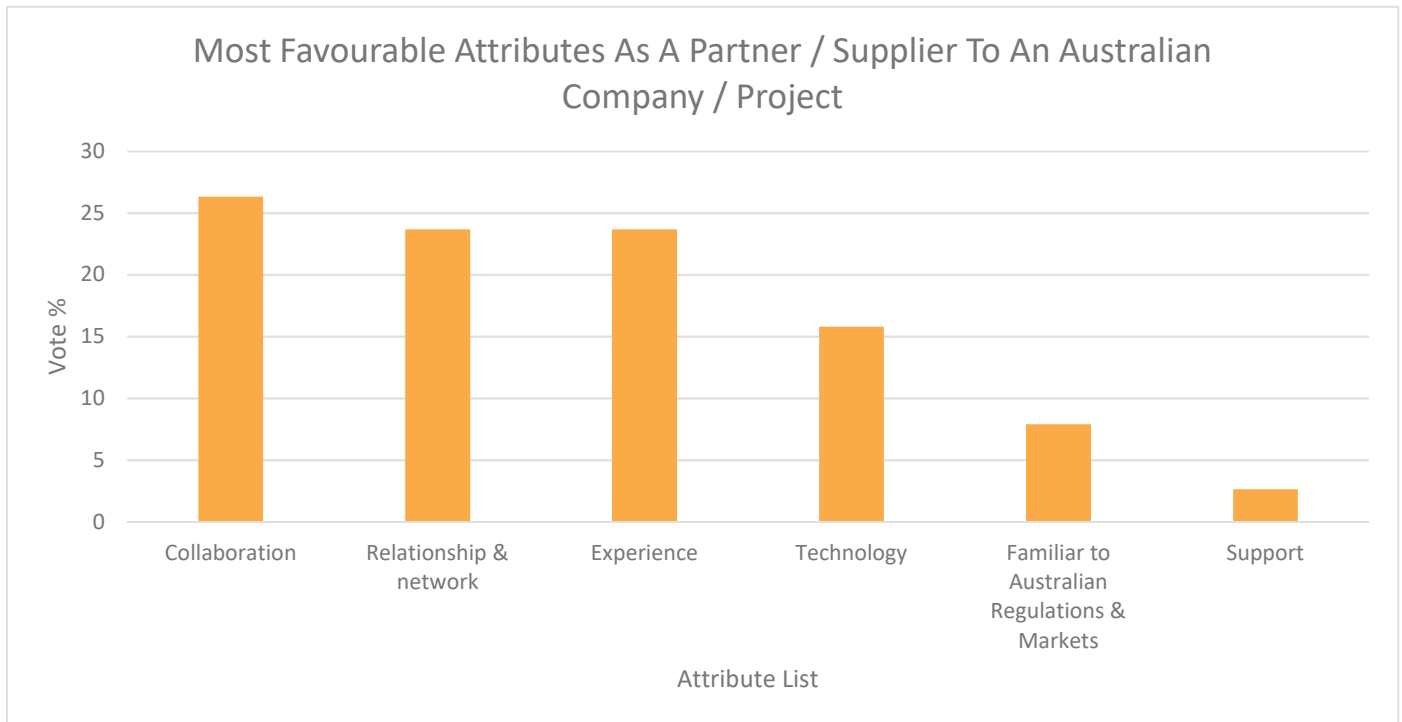 Most Favourable Attributes As A Partner / Supplier To An Australian
Company / Project
30
25
20
15
10
5
0
Vote %
Collaboration
Relationship &
network
Experience
Technology
Familiar to
Australian
Regulations &
Markets
Support
Attribute List